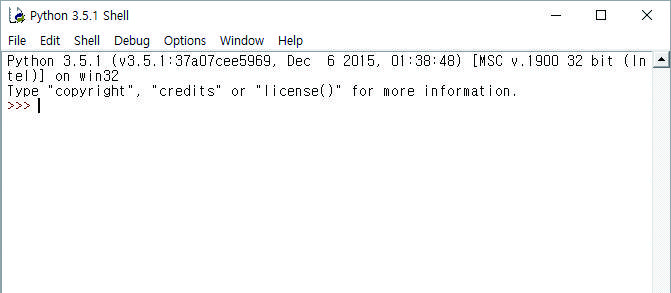 Python 3.5.1 Shell
File Edit Shell Debug Options Window Help
Python 3.5.1 (v3.5.1:37a07cee5969, Dec  6 2015, 01:38:48) [MSC v.1900 32 bit (In
tel)] on win32
Type "copyright", "credits" or "license()" for more information.
>>>